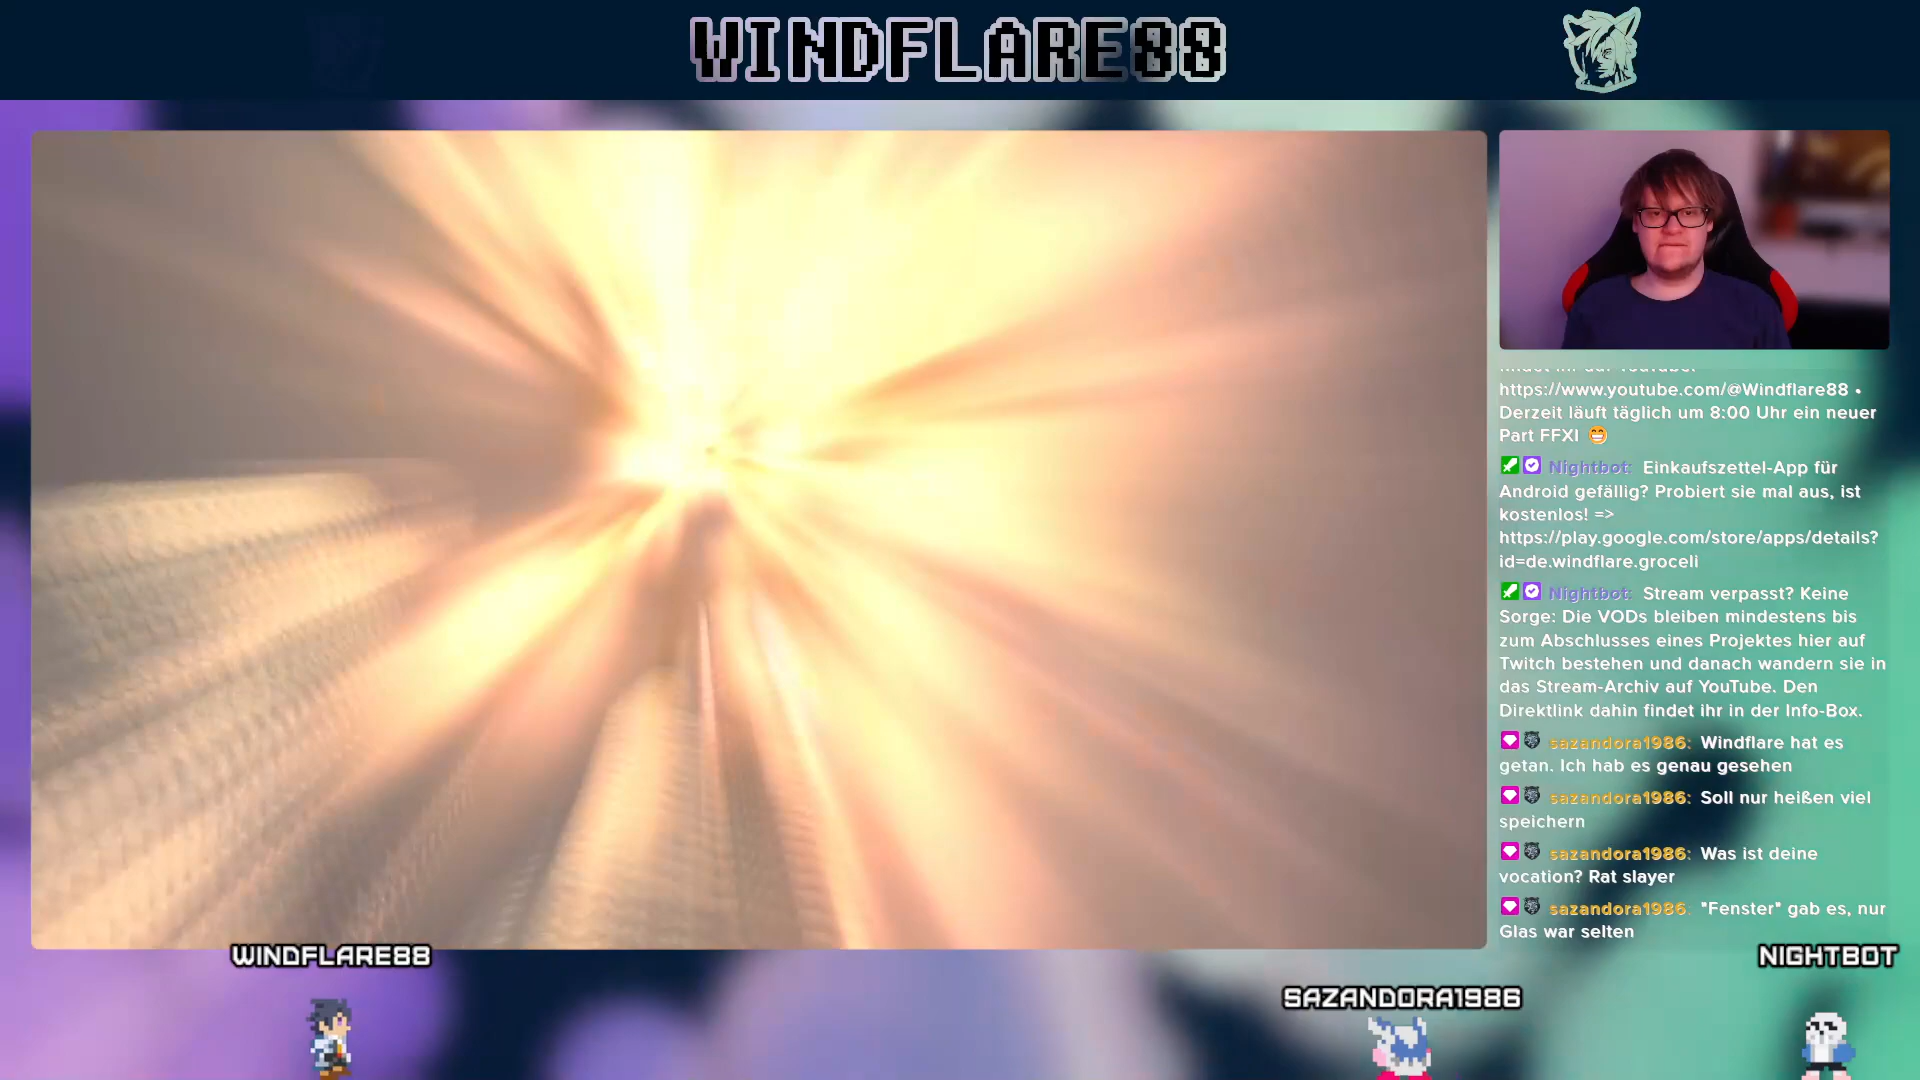 WINDFLARE88
https://www.youtube.com/@Windflare88 •
Derzeit läuft täglich um 8:00 Uhr ein neuer
Part FFXI 😁
Nightbot: Einkaufszettel-App für
Android gefällig? Probiert sie mal aus, ist
kostenlos! =>
https://play.google.com/store/apps/details?
id=de.windflare.groceli
Nightbot: Stream verpasst? Keine
Sorge: Die VODs bleiben mindestens bis
zum Abschlusses eines Projektes hier auf
Twitch bestehen und danach wandern sie in
das Stream-Archiv auf YouTube. Den
Direktlink dahin findet ihr in der Info-Box.
sazandora1986: Windflare hat es
getan. Ich hab es genau gesehen
sazandora1986: Soll nur heißen viel
speichern
sazandora1986: Was ist deine
vocation? Rat slayer
sazandora1986: "Fenster" gab es, nur
Glas war selten
WINDFLARE88
NIGHTBOT
SAZANDORA1986